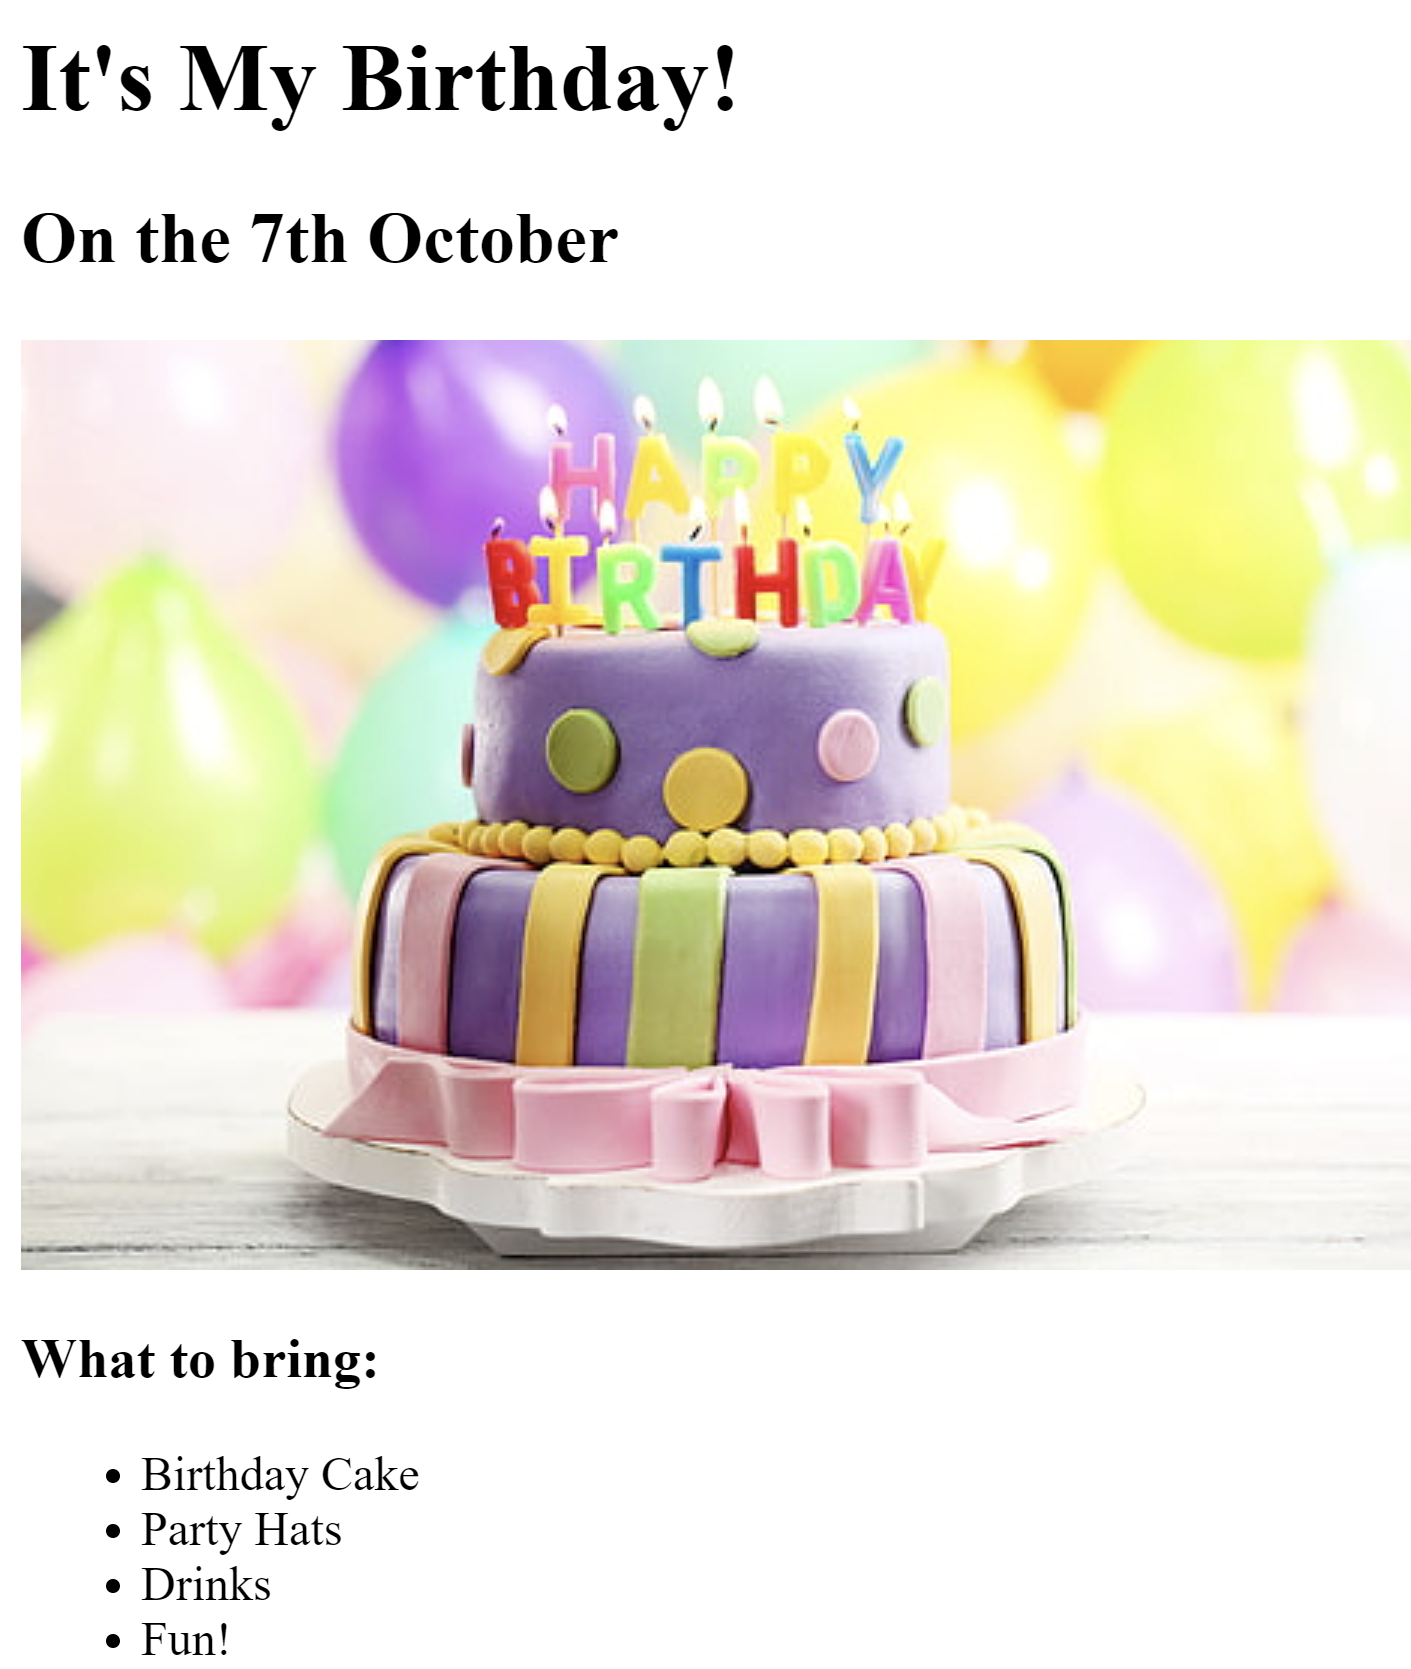 It's My Birthday!
On the 7th October
HAPPY
BIRTHDAY
What to bring:
Birthday Cake
Party Hats
Drinks
Fun!